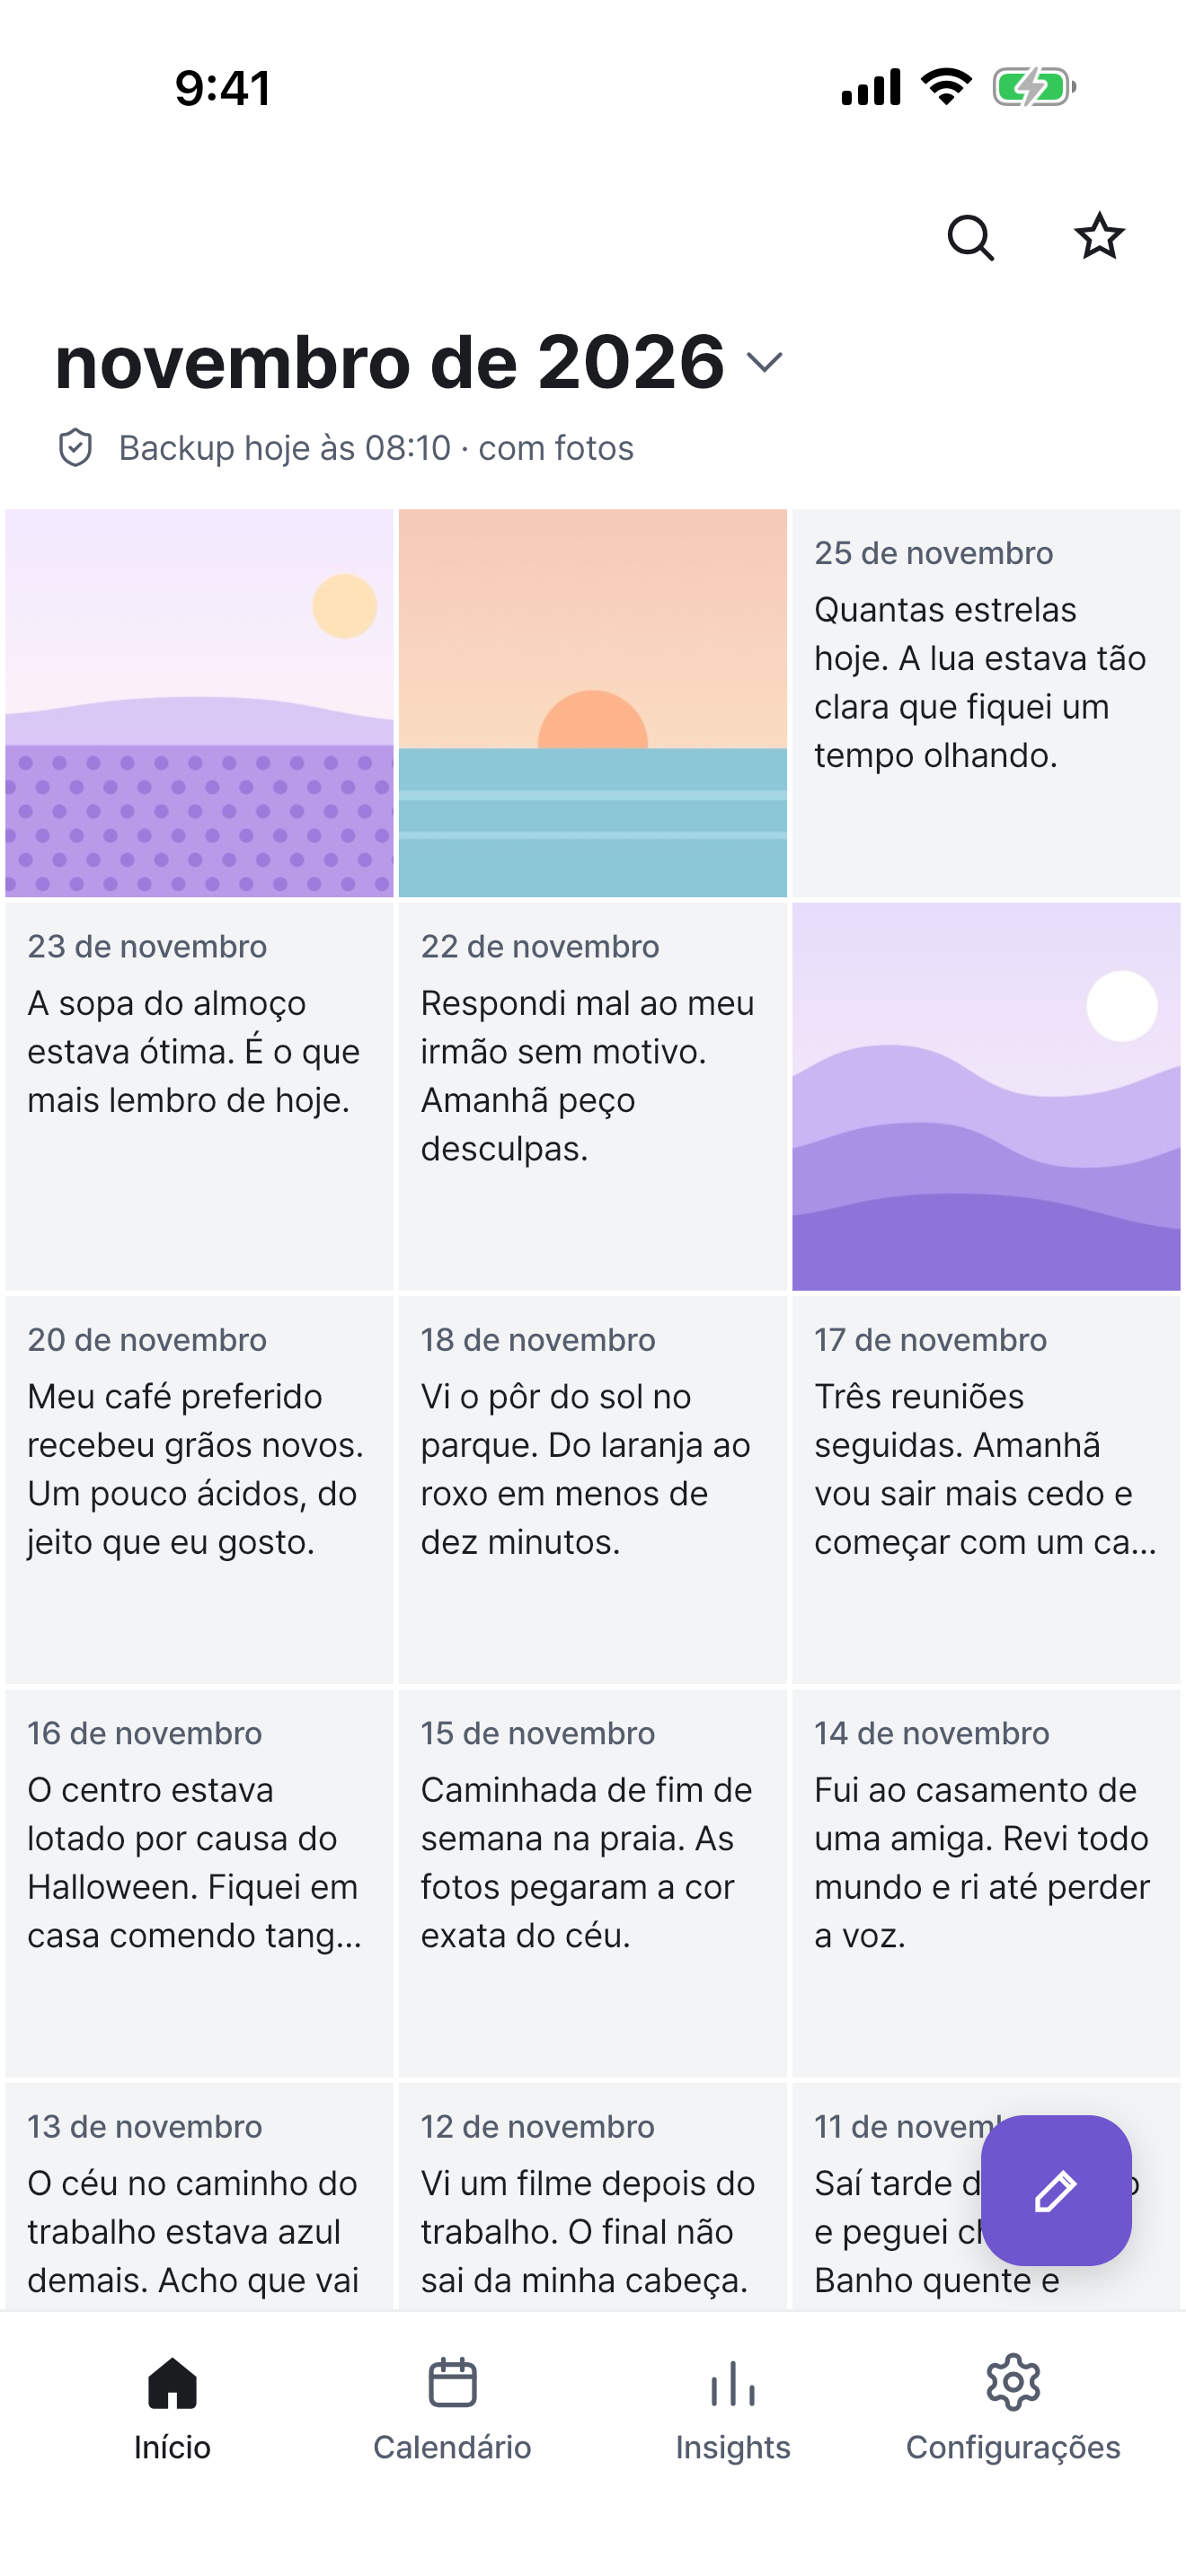 9:41
novembro de 2026
Backup hoje às 08:10 · com fotos
25 de novembro
Quantas estrelas
hoje. A lua estava tão
clara que fiquei um
tempo olhando.
23 de novembro
A sopa do almoço
estava ótima. É o que
mais lembro de hoje.
22 de novembro
Respondi mal ao meu
irmão sem motivo.
Amanhã peço
desculpas.
20 de novembro
Meu café preferido
recebeu grãos novos.
Um pouco ácidos, do
jeito que eu gosto.
18 de novembro
Vi o pôr do sol no
parque. Do laranja ao
roxo em menos de
dez minutos.
17 de novembro
Três reuniões
seguidas. Amanhã
vou sair mais cedo e
começar com um ca...
16 de novembro
O centro estava
lotado por causa do
Halloween. Fiquei em
casa comendo tang...
15 de novembro
Caminhada de fim de
semana na praia. As
fotos pegaram a cor
exata do céu.
14 de novembro
Fui ao casamento de
uma amiga. Revi todo
mundo e ri até perder
a voz.
13 de novembro
O céu no caminho do
trabalho estava azul
demais. Acho que vai
12 de novembro
Vi um filme depois do
trabalho. O final não
sai da minha cabeça.
11 de
Saí tarde
e peguei
Banho quente e
Início
Calendário
Insights
Configurações